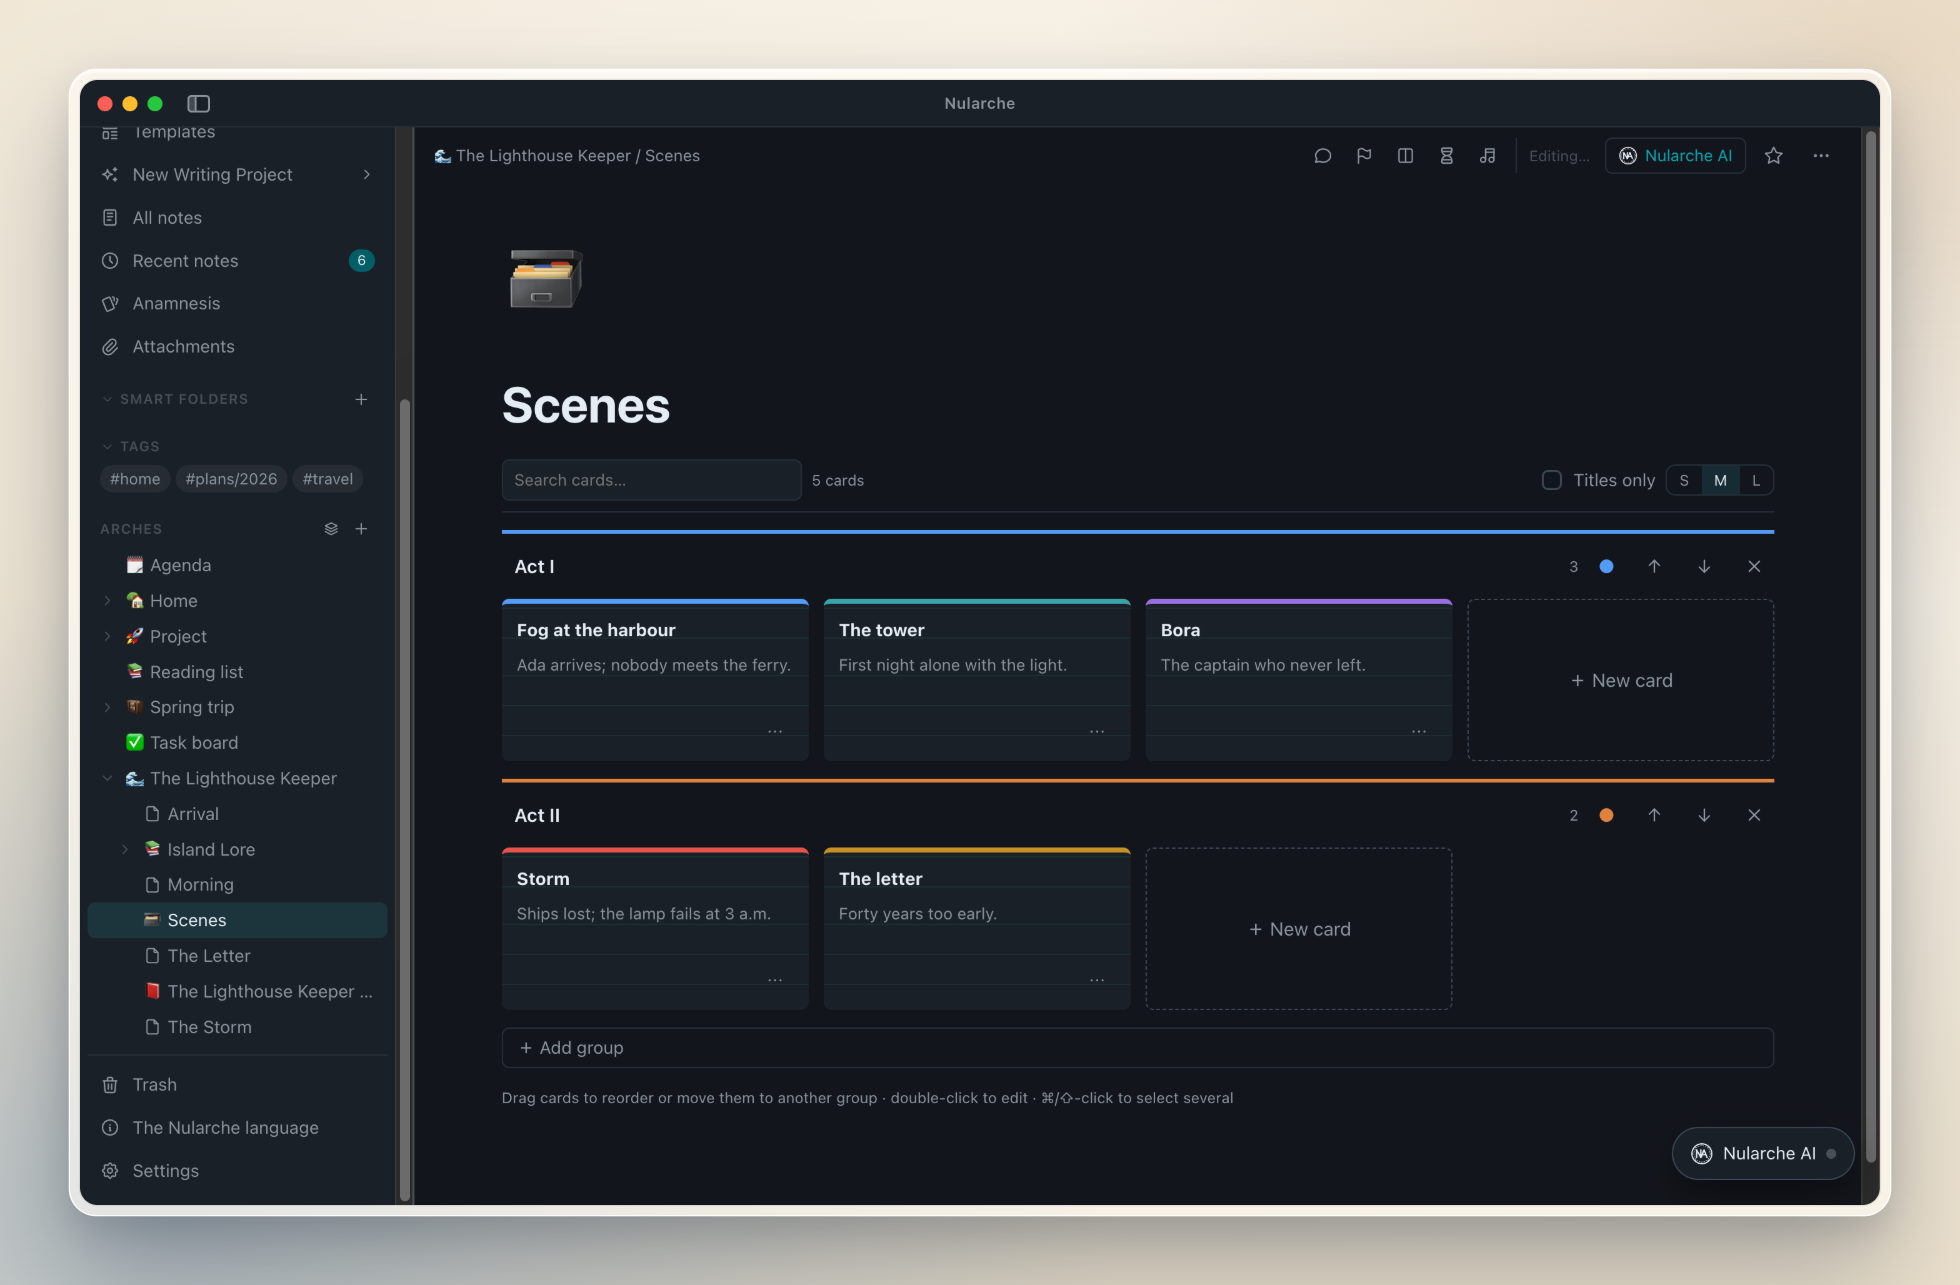 Nularche
Templates
New Writing Project
All notes
Recent notes 6
Anamnesis
Attachments
SMART FOLDERS
TAGS
#home #plans/2026 #travel
ARCHES
Agenda
Home
Project
Reading list
Spring trip
Task board
The Lighthouse Keeper
Arrival
Island Lore
Morning
Scenes
The Letter
The Lighthouse Keeper ...
The Storm
Trash
The Nularche language
Settings
The Lighthouse Keeper / Scenes
Editing... Nularche AI
Scenes
Search cards... 5 cards Titles only S M L
Act I 3
Fog at the harbour
Ada arrives; nobody meets the ferry.
The tower
First night alone with the light.
Bora
The captain who never left.
+ New card
Act II 2
Storm
Ships lost; the lamp fails at 3 a.m.
The letter
Forty years too early.
+ New card
+ Add group
Drag cards to reorder or move them to another group · double-click to edit · ⌘/⇧-click to select several
Nularche AI